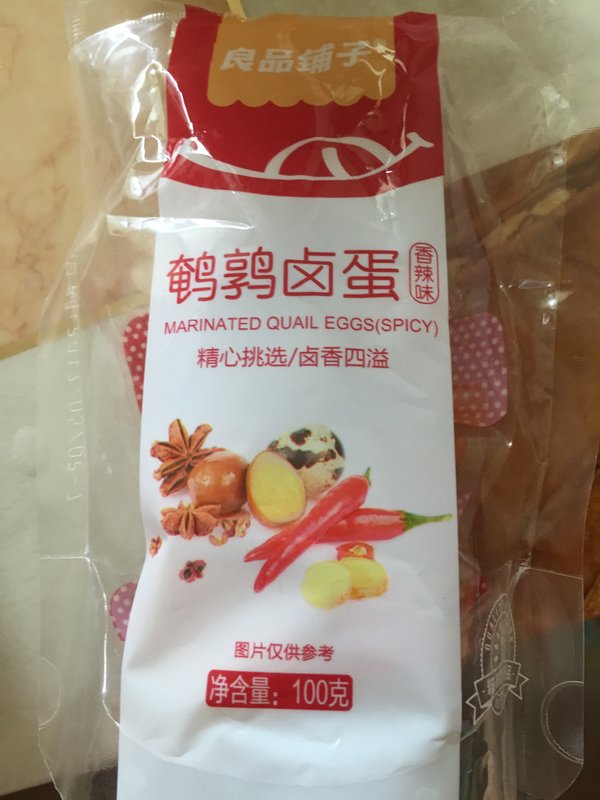 良品铺子
鹌鹑卤蛋
香辣味
MARINATED QUAIL EGGS(SPICY)
精心挑选/卤香四溢
图片仅供参考
净含量：100克